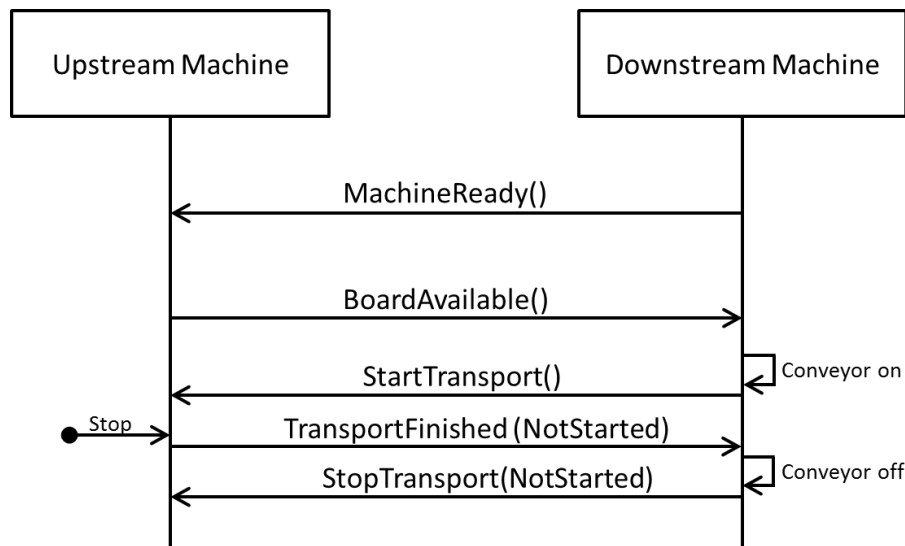 Upstream Machine
Downstream Machine
MachineReady()
BoardAvailable()
Conveyor on
StartTransport()
Stop
TransportFinished (NotStarted)
Conveyor off
StopTransport(NotStarted)